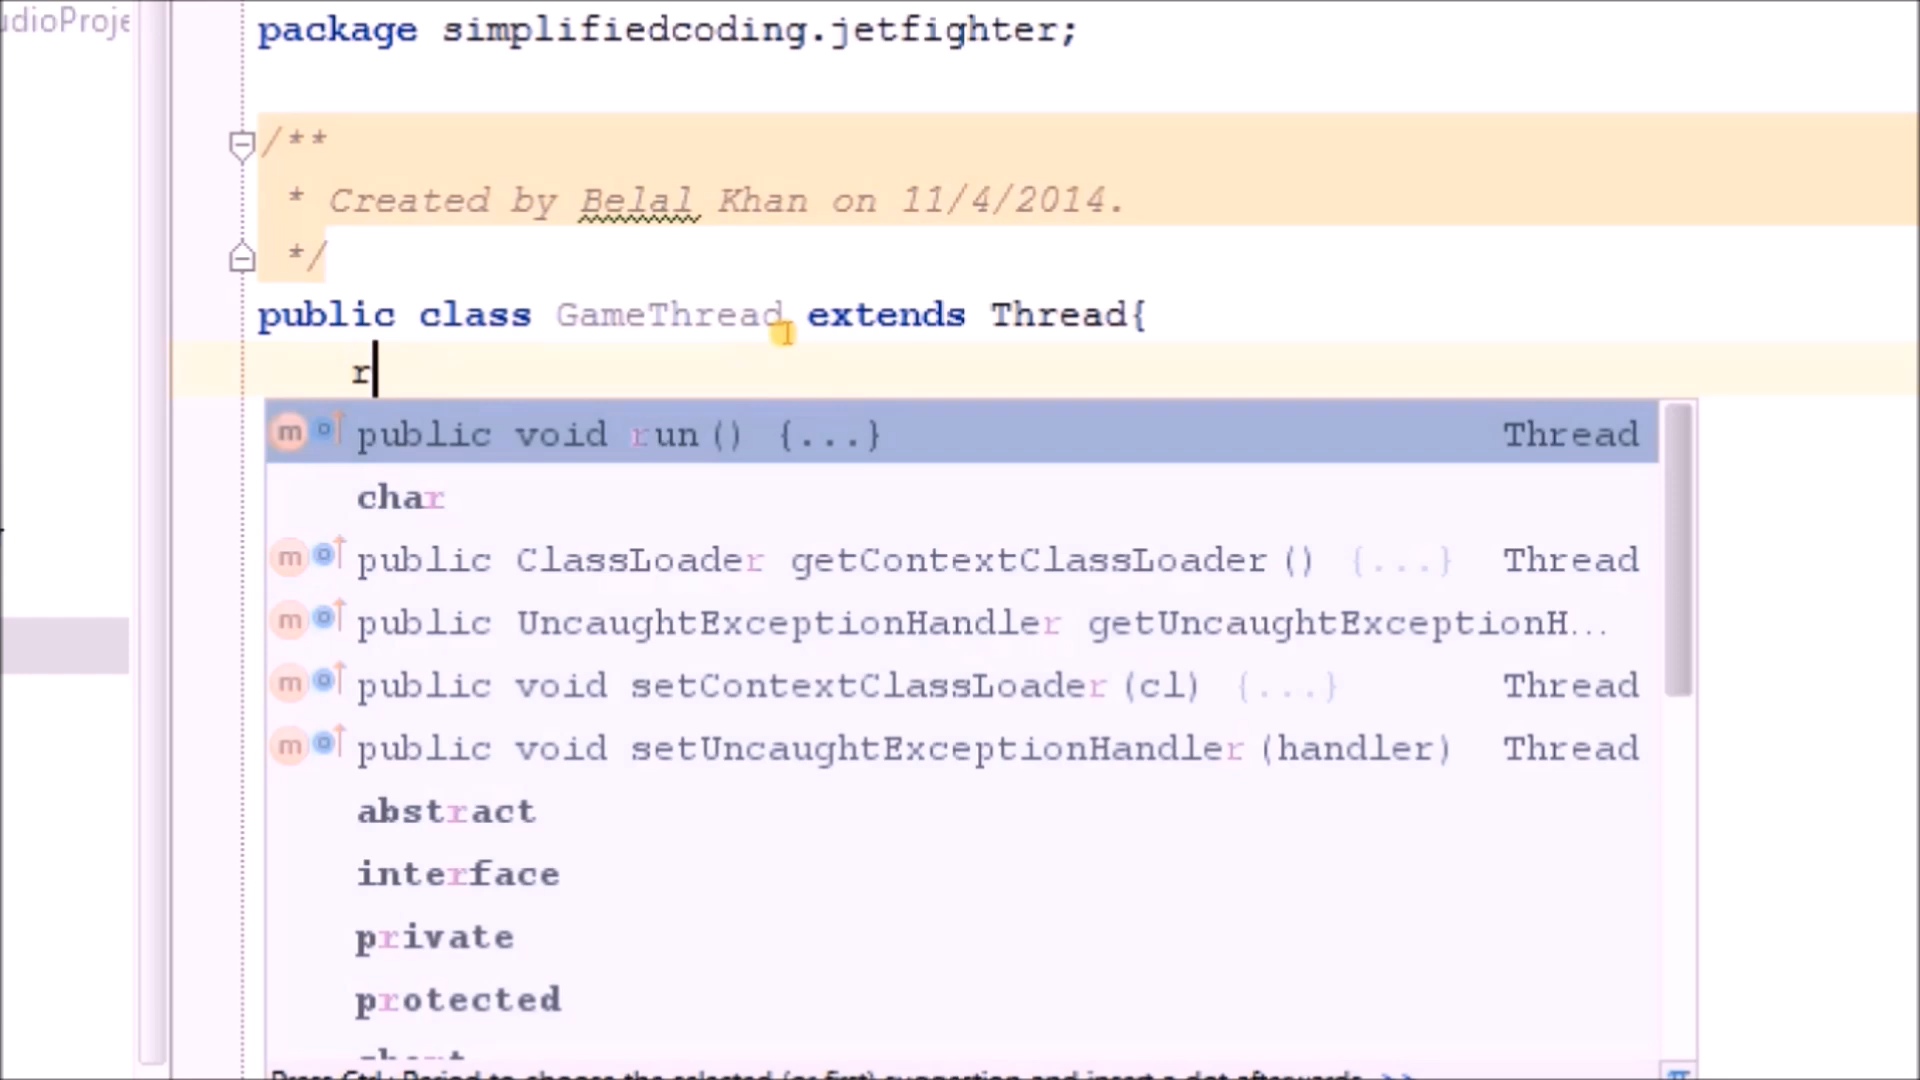 package simplifiedcoding.jetfighter;
/**
* Created by Belal Khan on 11/4/2014.
*/
public class GameThread extends Thread{
r
m public void run() {...} Thread
char
m public ClassLoader getContextClassLoader() {...} Thread
m public UncaughtExceptionHandler getUncaughtExceptionH...
m public void setContextClassLoader(cl) {...} Thread
m public void setUncaughtExceptionHandler(handler) Thread
abstract
interface
private
protected